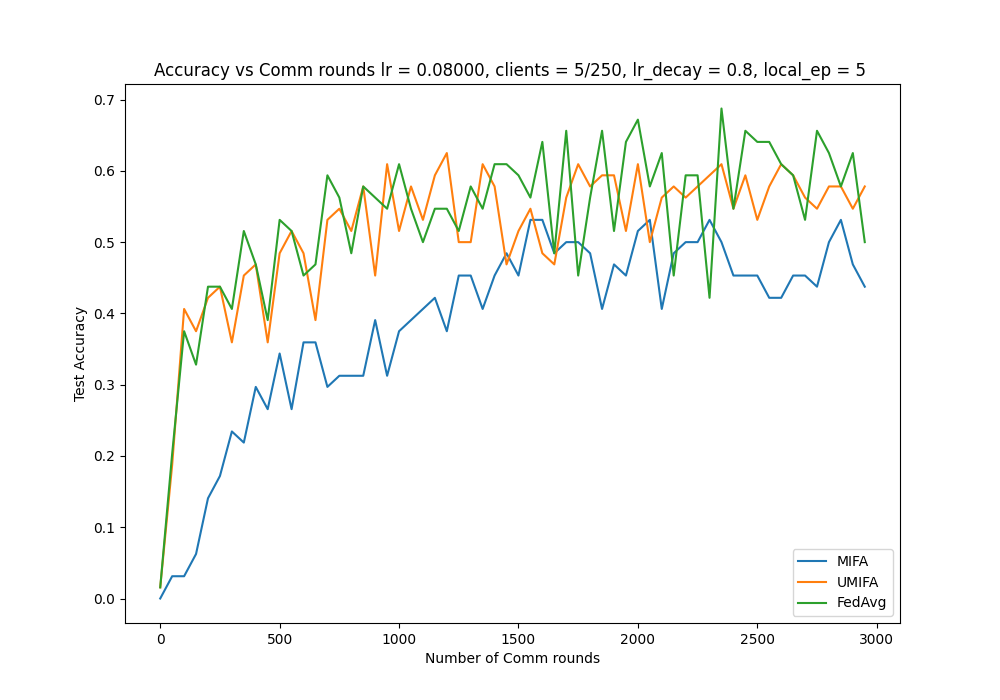 Accuracy vs Comm rounds lr = 0.08000, clients = 5/250, lr_decay = 0.8, local_ep = 5
Test Accuracy
0.7
0.6
0.5
0.4
0.3
0.2
0.1
0.0
MIFA
UMIFA
FedAvg
0 500 1000 1500 2000 2500 3000
Number of Comm rounds